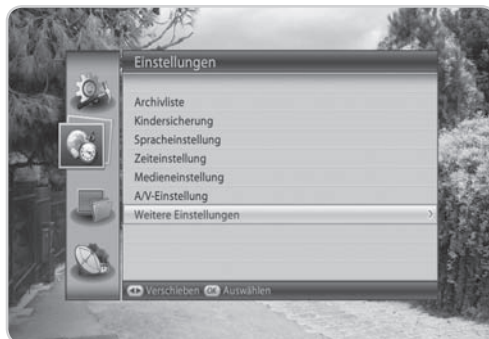 Einstellungen
Archivliste
Kindersicherung
Spracheinstellung
Zeiteinstellung
Medieneinstellung
A/V-Einstellung
Weitere Einstellungen
Verschieben OK Auswählen